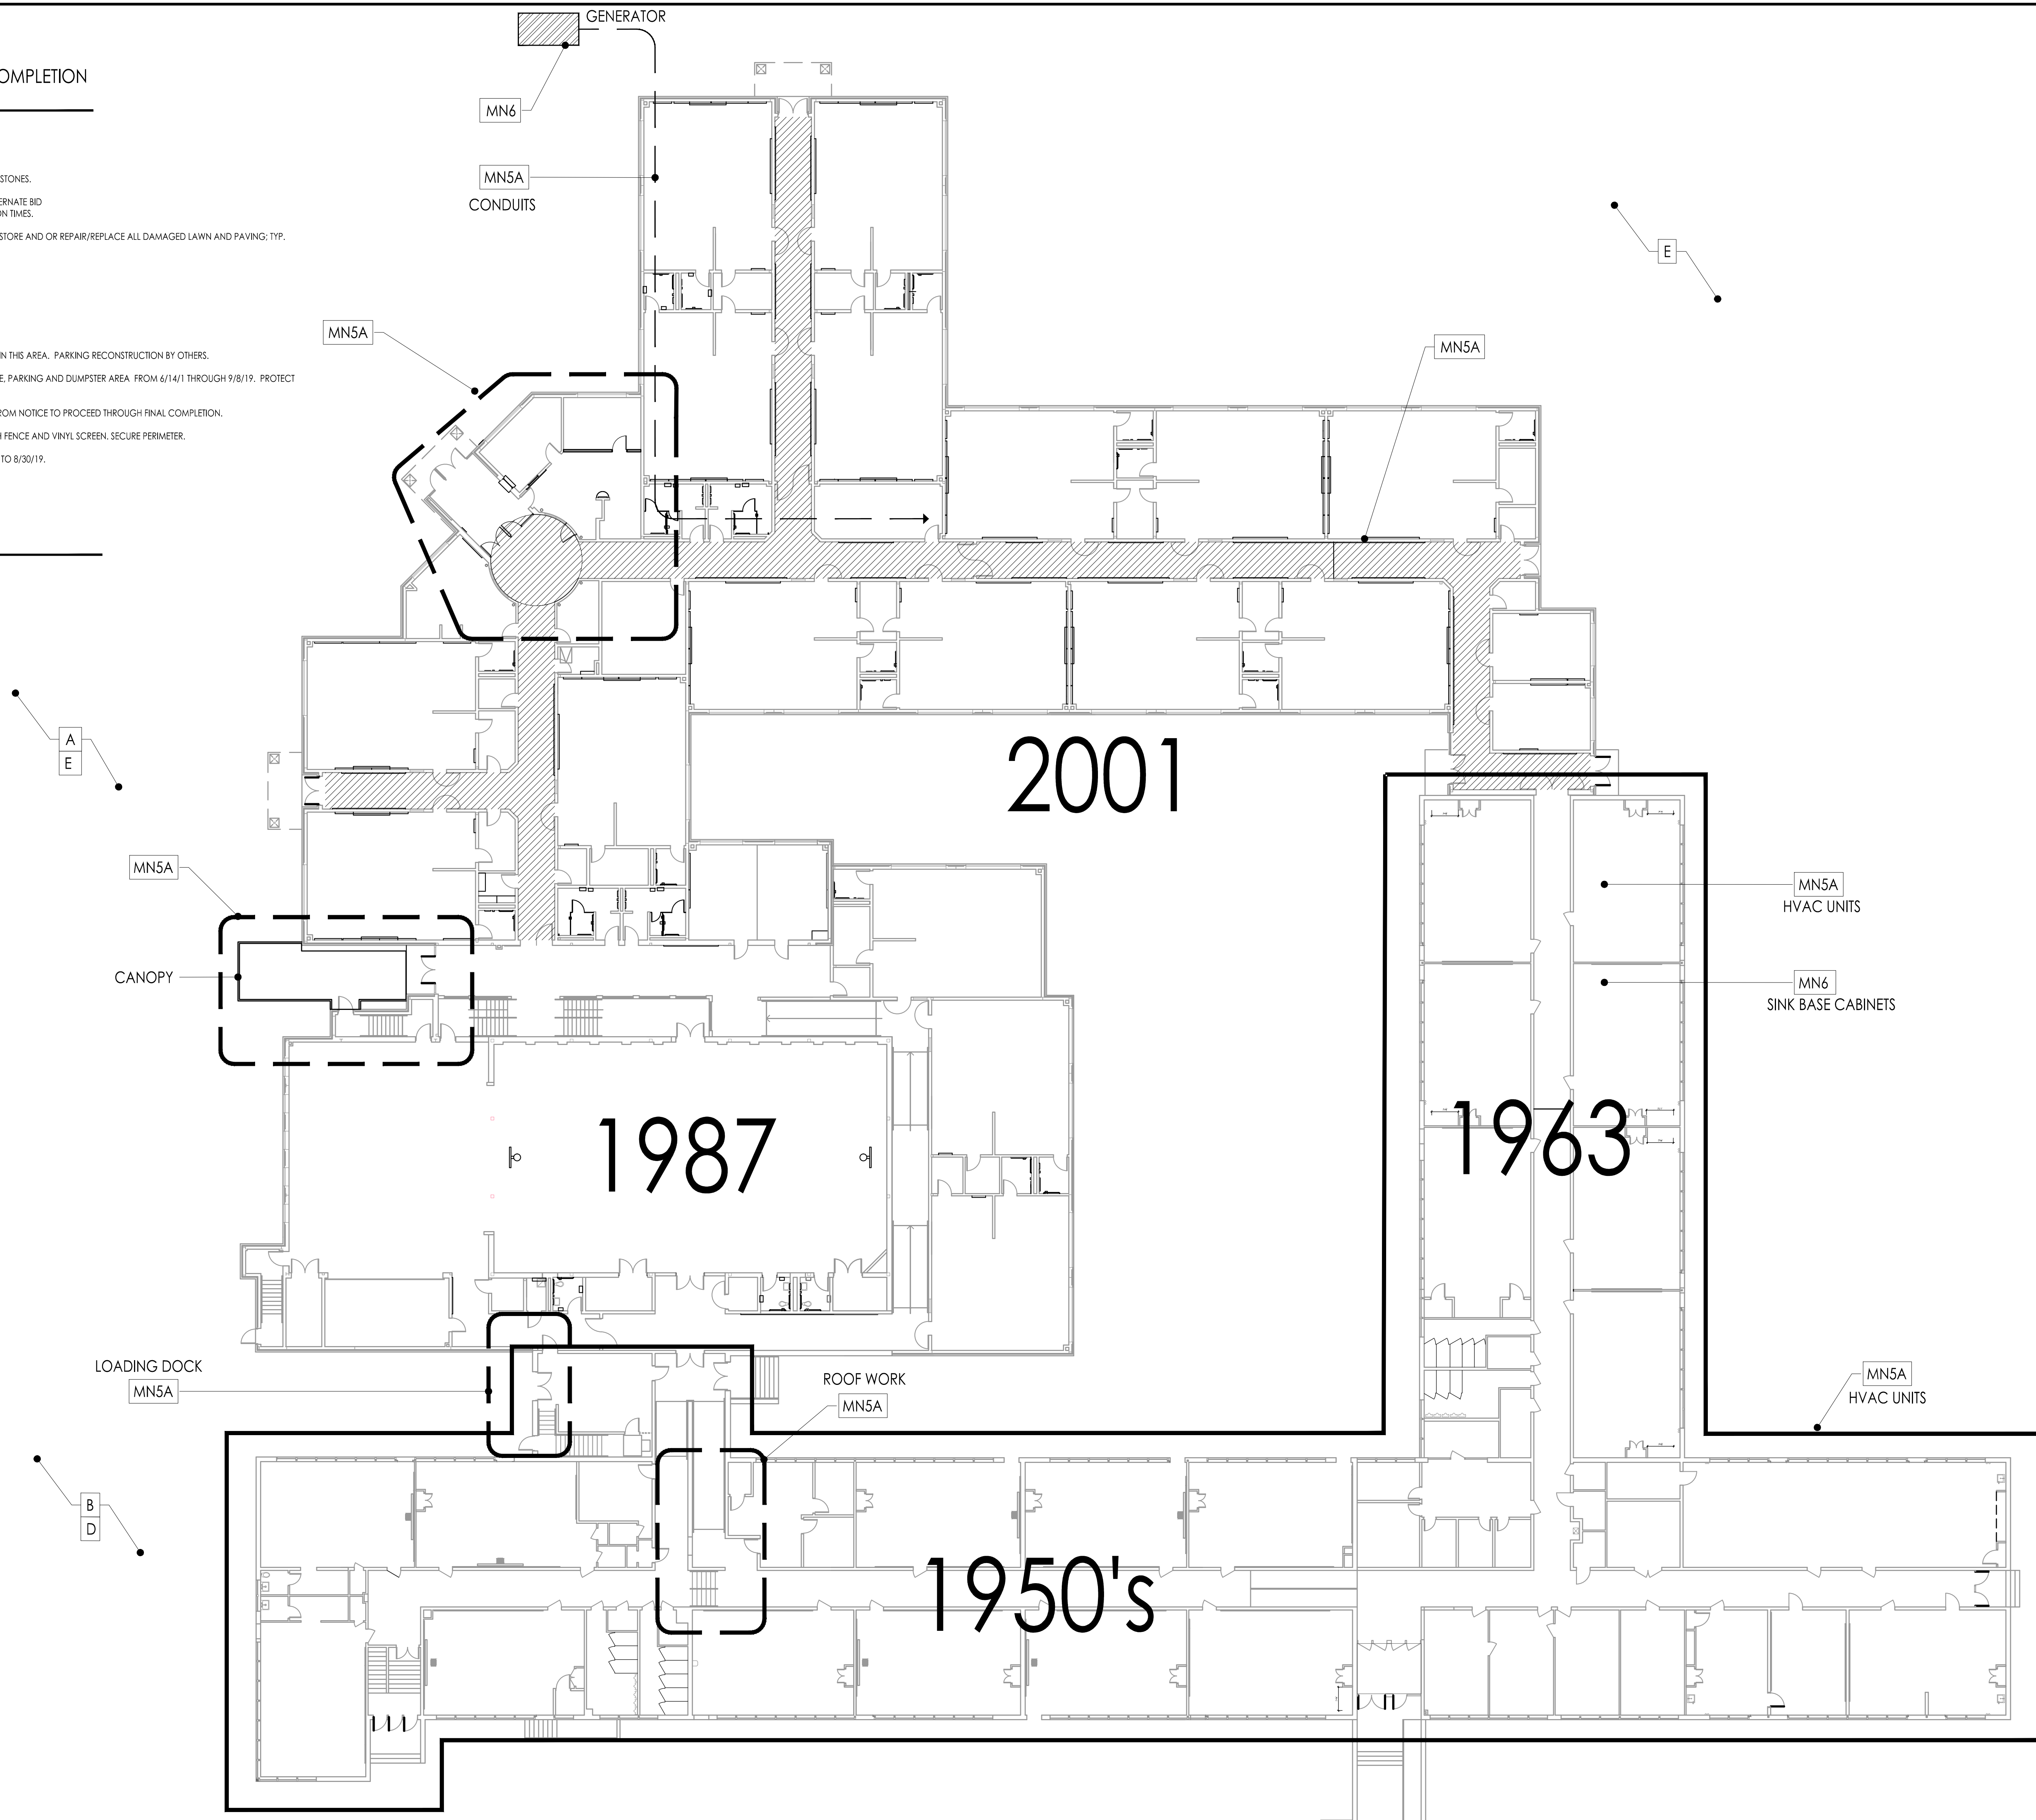 GENERATOR
OMPLETION
MN6
STONES.
MN5A
CONDUITS
ERNATE BID
ON TIMES.
STORE AND OR REPAIR/REPLACE ALL DAMAGED LAWN AND PAVING; TYP.
E
MN5A
MN5A
IN THIS AREA. PARKING RECONSTRUCTION BY OTHERS.
E, PARKING AND DUMPSTER AREA FROM 6/14/1 THROUGH 9/8/19. PROTECT
ROM NOTICE TO PROCEED THROUGH FINAL COMPLETION.
H FENCE AND VINYL SCREEN. SECURE PERIMETER.
TO 8/30/19.
A
E
2001
MN5A
MN5A
HVAC UNITS
CANOPY
MN6
SINK BASE CABINETS
1987
1963
LOADING DOCK
MN5A
ROOF WORK
MN5A
MN5A
HVAC UNITS
B
D
1950's